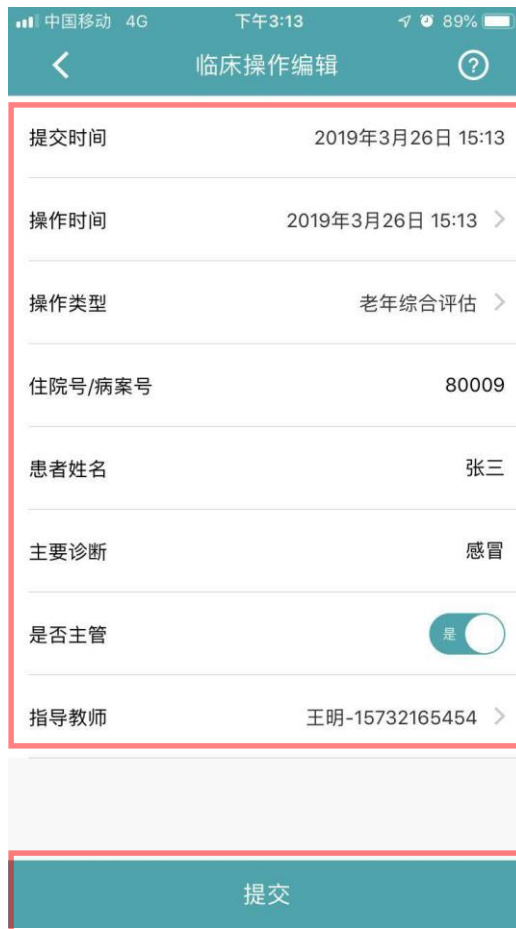 中国移动 4G 下午3:13 89%
临床操作编辑 ?
提交时间 2019年3月26日 15:13
操作时间 2019年3月26日 15:13
操作类型 老年综合评估
住院号/病案号 80009
患者姓名 张三
主要诊断 感冒
是否主管 是
指导教师 王明-15732165454
提交